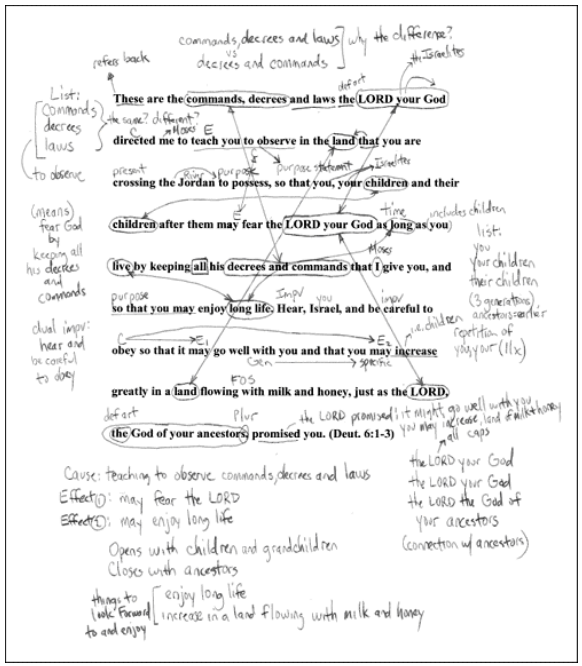 commands, decrees and laws
vs
decrees and commands
why the difference?
the Israelites
refers back
def art
List:
commands
decrees
laws
to observe
the same? different?
These are the commands, decrees and laws the LORD your God
C Moses E
directed me to teach you to observe in the land that you are
present
River
purpose
E
purpose statement
Israelites
crossing the Jordan to possess, so that you, your children and their
(means)
fear God
by
keeping all
his decrees
and
commands
E
time
includes children
children after them may fear the LORD your God as long as you
Moses
list:
you
your children
their children
(3 generations)
ancestors=earlier
repetition of
you, your (11x)
live by keeping all his decrees and commands that I give you, and
purpose
Impv
you
impv
so that you may enjoy long life. Hear, Israel, and be careful to
dual impv:
hear and
be careful
to obey
C
E1
E2
i.e. children
obey so that it may go well with you and that you may increase
Gen
specific
FOS
greatly in a land flowing with milk and honey, just as the LORD,
def art
Plur
the God of your ancestors, promised you. (Deut. 6:1-3)
the LORD promised: it might go well with you
you may increase, land of milk & honey
all caps
the LORD your God
the LORD your God
the LORD the God of
your ancestors
(connection w/ ancestors)
Cause: teaching to observe commands, decrees and laws
Effect 1: may fear the LORD
Effect 2: may enjoy long life
Opens with children and grandchildren
Closes with ancestors
things to
look forward
to and enjoy
enjoy long life
increase in a land flowing with milk and honey